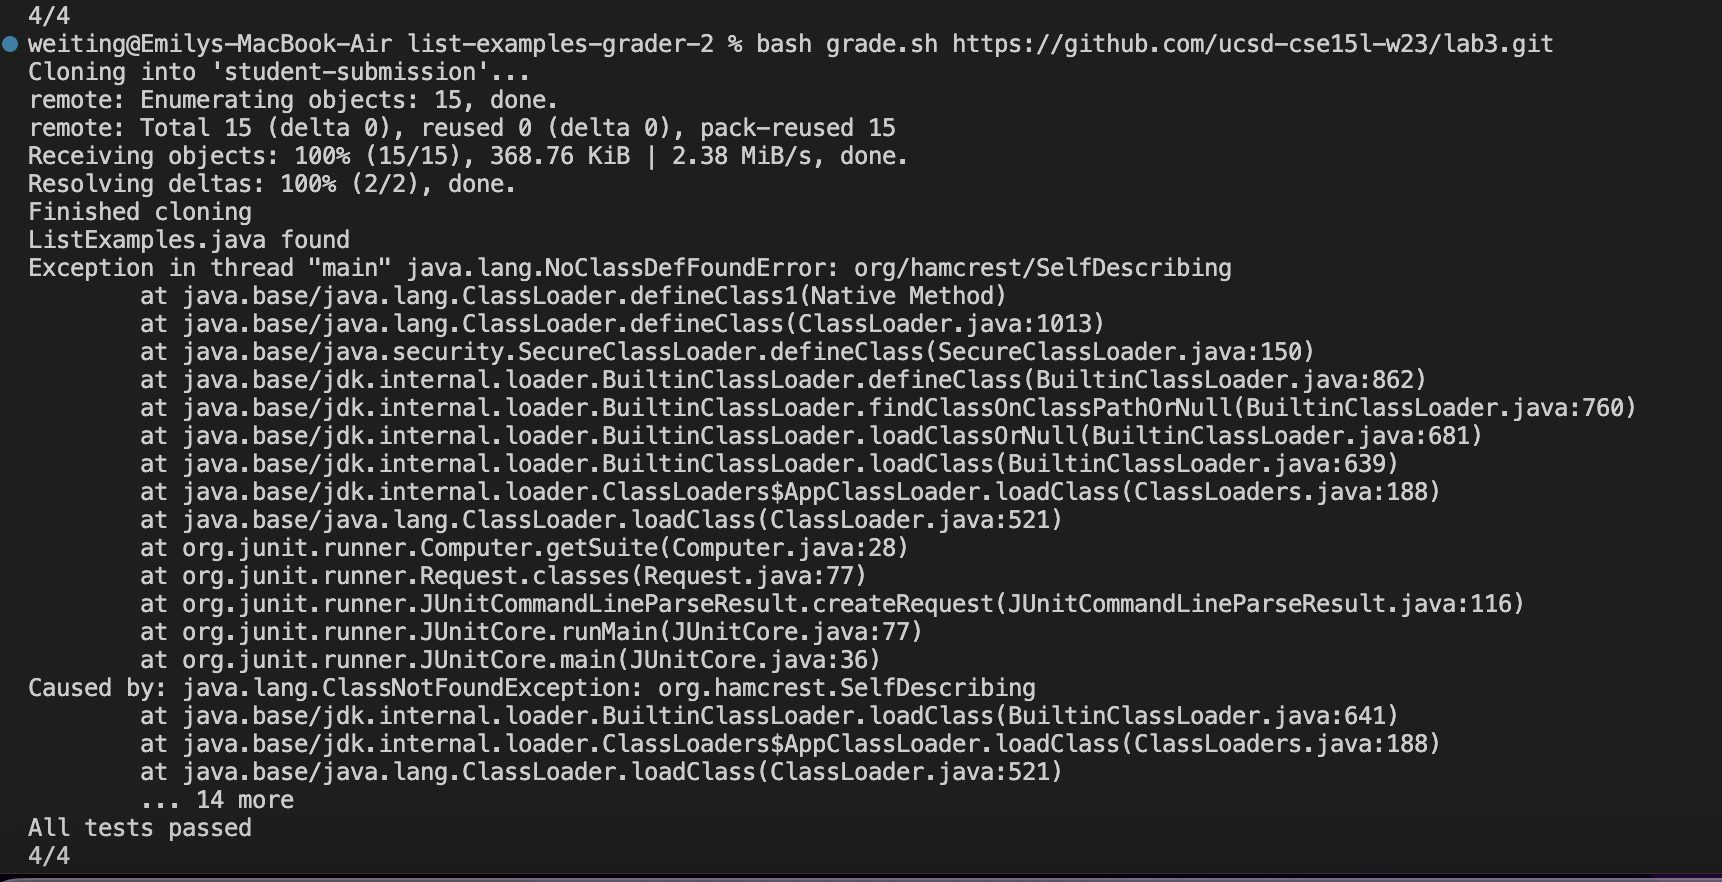 4/4
weiting@Emilys-MacBook-Air list-examples-grader-2 % bash grade.sh https://github.com/ucsd-cse15l-w23/lab3.git
Cloning into 'student-submission'...
remote: Enumerating objects: 15, done.
remote: Total 15 (delta 0), reused 0 (delta 0), pack-reused 15
Receiving objects: 100% (15/15), 368.76 KiB | 2.38 MiB/s, done.
Resolving deltas: 100% (2/2), done.
Finished cloning
ListExamples.java found
Exception in thread "main" java.lang.NoClassDefFoundError: org/hamcrest/SelfDescribing
        at java.base/java.lang.ClassLoader.defineClass1(Native Method)
        at java.base/java.lang.ClassLoader.defineClass(ClassLoader.java:1013)
        at java.base/java.security.SecureClassLoader.defineClass(SecureClassLoader.java:150)
        at java.base/jdk.internal.loader.BuiltinClassLoader.defineClass(BuiltinClassLoader.java:862)
        at java.base/jdk.internal.loader.BuiltinClassLoader.findClassOnClassPathOrNull(BuiltinClassLoader.java:760)
        at java.base/jdk.internal.loader.BuiltinClassLoader.loadClassOrNull(BuiltinClassLoader.java:681)
        at java.base/jdk.internal.loader.BuiltinClassLoader.loadClass(BuiltinClassLoader.java:639)
        at java.base/jdk.internal.loader.ClassLoaders$AppClassLoader.loadClass(ClassLoaders.java:188)
        at java.base/java.lang.ClassLoader.loadClass(ClassLoader.java:521)
        at org.junit.runner.Computer.getSuite(Computer.java:28)
        at org.junit.runner.Request.classes(Request.java:77)
        at org.junit.runner.JUnitCommandLineParseResult.createRequest(JUnitCommandLineParseResult.java:116)
        at org.junit.runner.JUnitCore.runMain(JUnitCore.java:77)
        at org.junit.runner.JUnitCore.main(JUnitCore.java:36)
Caused by: java.lang.ClassNotFoundException: org.hamcrest.SelfDescribing
        at java.base/jdk.internal.loader.BuiltinClassLoader.loadClass(BuiltinClassLoader.java:641)
        at java.base/jdk.internal.loader.ClassLoaders$AppClassLoader.loadClass(ClassLoaders.java:188)
        at java.base/java.lang.ClassLoader.loadClass(ClassLoader.java:521)
        ... 14 more
All tests passed
4/4